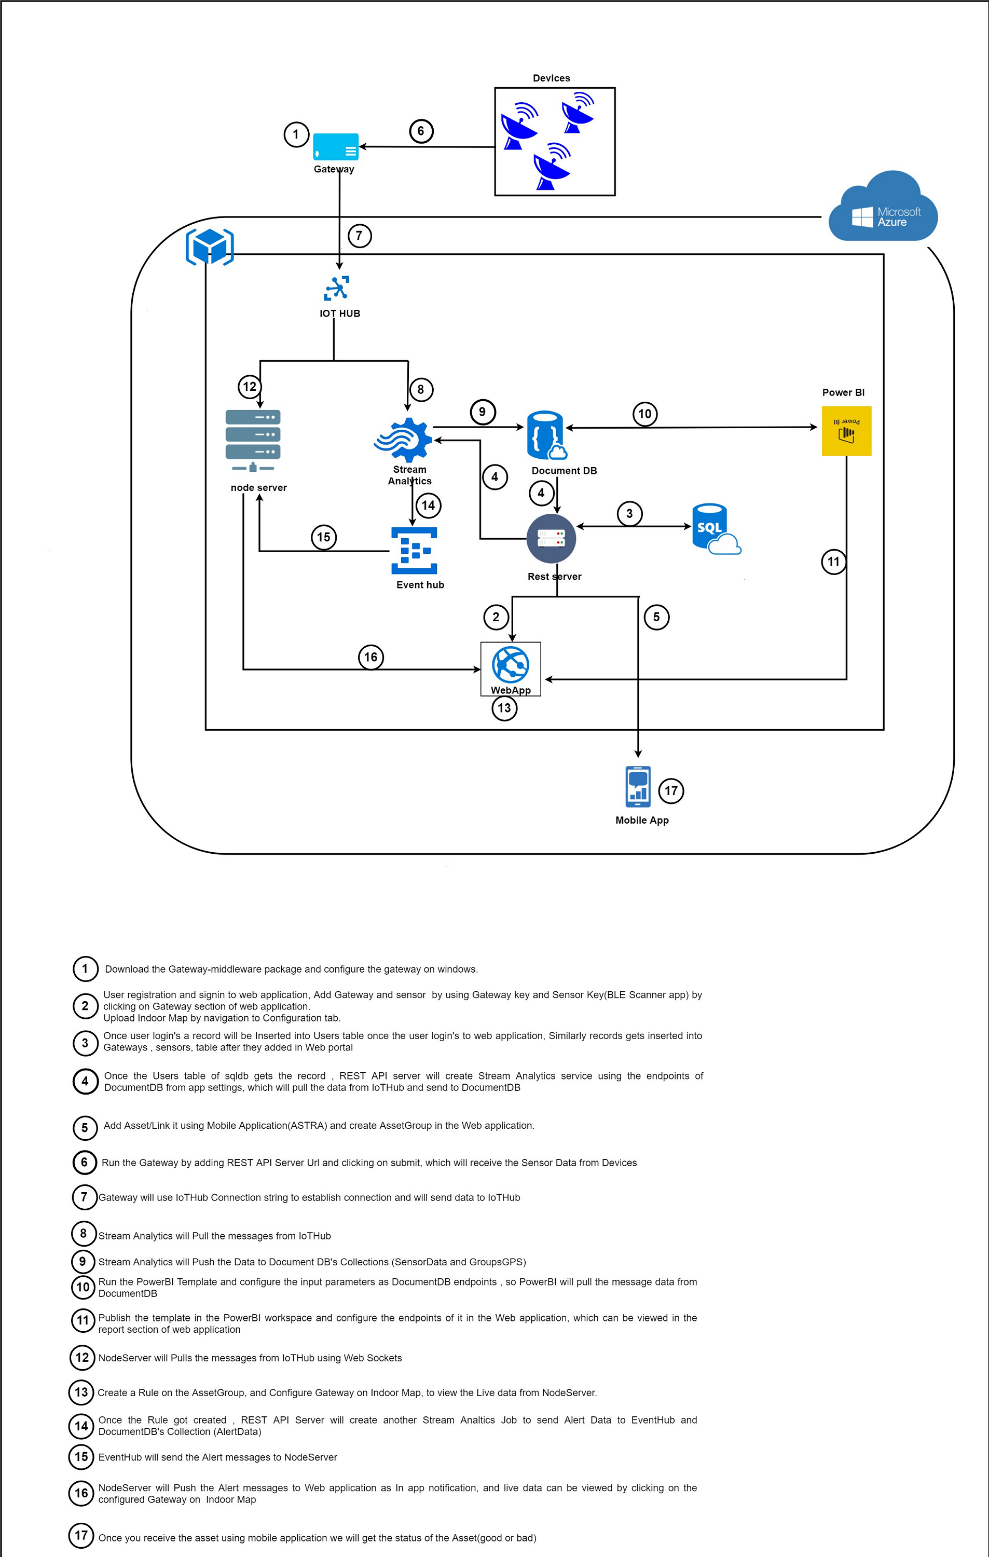 Devices
1
6
Gateway
Microsoft
Azure
7
IOT HUB
12
8
Power BI
9
10
Power BI
Stream
Analytics
Document DB
node server
4
4
14
3
SQL
15
Rest server
Event hub
11
2
5
16
WebApp
13
17
Mobile App
1 Download the Gateway-middleware package and configure the gateway on windows.
2 User registration and signin to web application, Add Gateway and sensor by using Gateway key and Sensor Key(BLE Scanner app) by
clicking on Gateway section of web application.
Upload Indoor Map by navigation to Configuration tab.
3 Once user login's a record will be Inserted into Users table once the user login's to web application, Similarly records gets inserted into
Gateways , sensors, table after they added in Web portal
4 Once the Users table of sqldb gets the record , REST API server will create Stream Analytics service using the endpoints of
DocumentDB from app settings, which will pull the data from IoTHub and send to DocumentDB
5 Add Asset/Link it using Mobile Application(ASTRA) and create AssetGroup in the Web application.
6 Run the Gateway by adding REST API Server Url and clicking on submit, which will receive the Sensor Data from Devices
7 Gateway will use IoTHub Connection string to establish connection and will send data to IoTHub
8 Stream Analytics will Pull the messages from IoTHub
9 Stream Analytics will Push the Data to Document DB's Collections (SensorData and GroupsGPS)
10 Run the PowerBI Template and configure the input parameters as DocumentDB endpoints , so PowerBI will pull the message data from
DocumentDB
11 Publish the template in the PowerBI workspace and configure the endpoints of it in the Web application, which can be viewed in the
report section of web application
12 NodeServer will Pulls the messages from IoTHub using Web Sockets
13 Create a Rule on the AssetGroup, and Configure Gateway on Indoor Map, to view the Live data from NodeServer.
14 Once the Rule got created , REST API Server will create another Stream Analtics Job to send Alert Data to EventHub and
DocumentDB's Collection (AlertData)
15 EventHub will send the Alert messages to NodeServer
16 NodeServer will Push the Alert messages to Web application as In app notification, and live data can be viewed by clicking on the
configured Gateway on Indoor Map
17 Once you receive the asset using mobile application we will get the status of the Asset(good or bad)